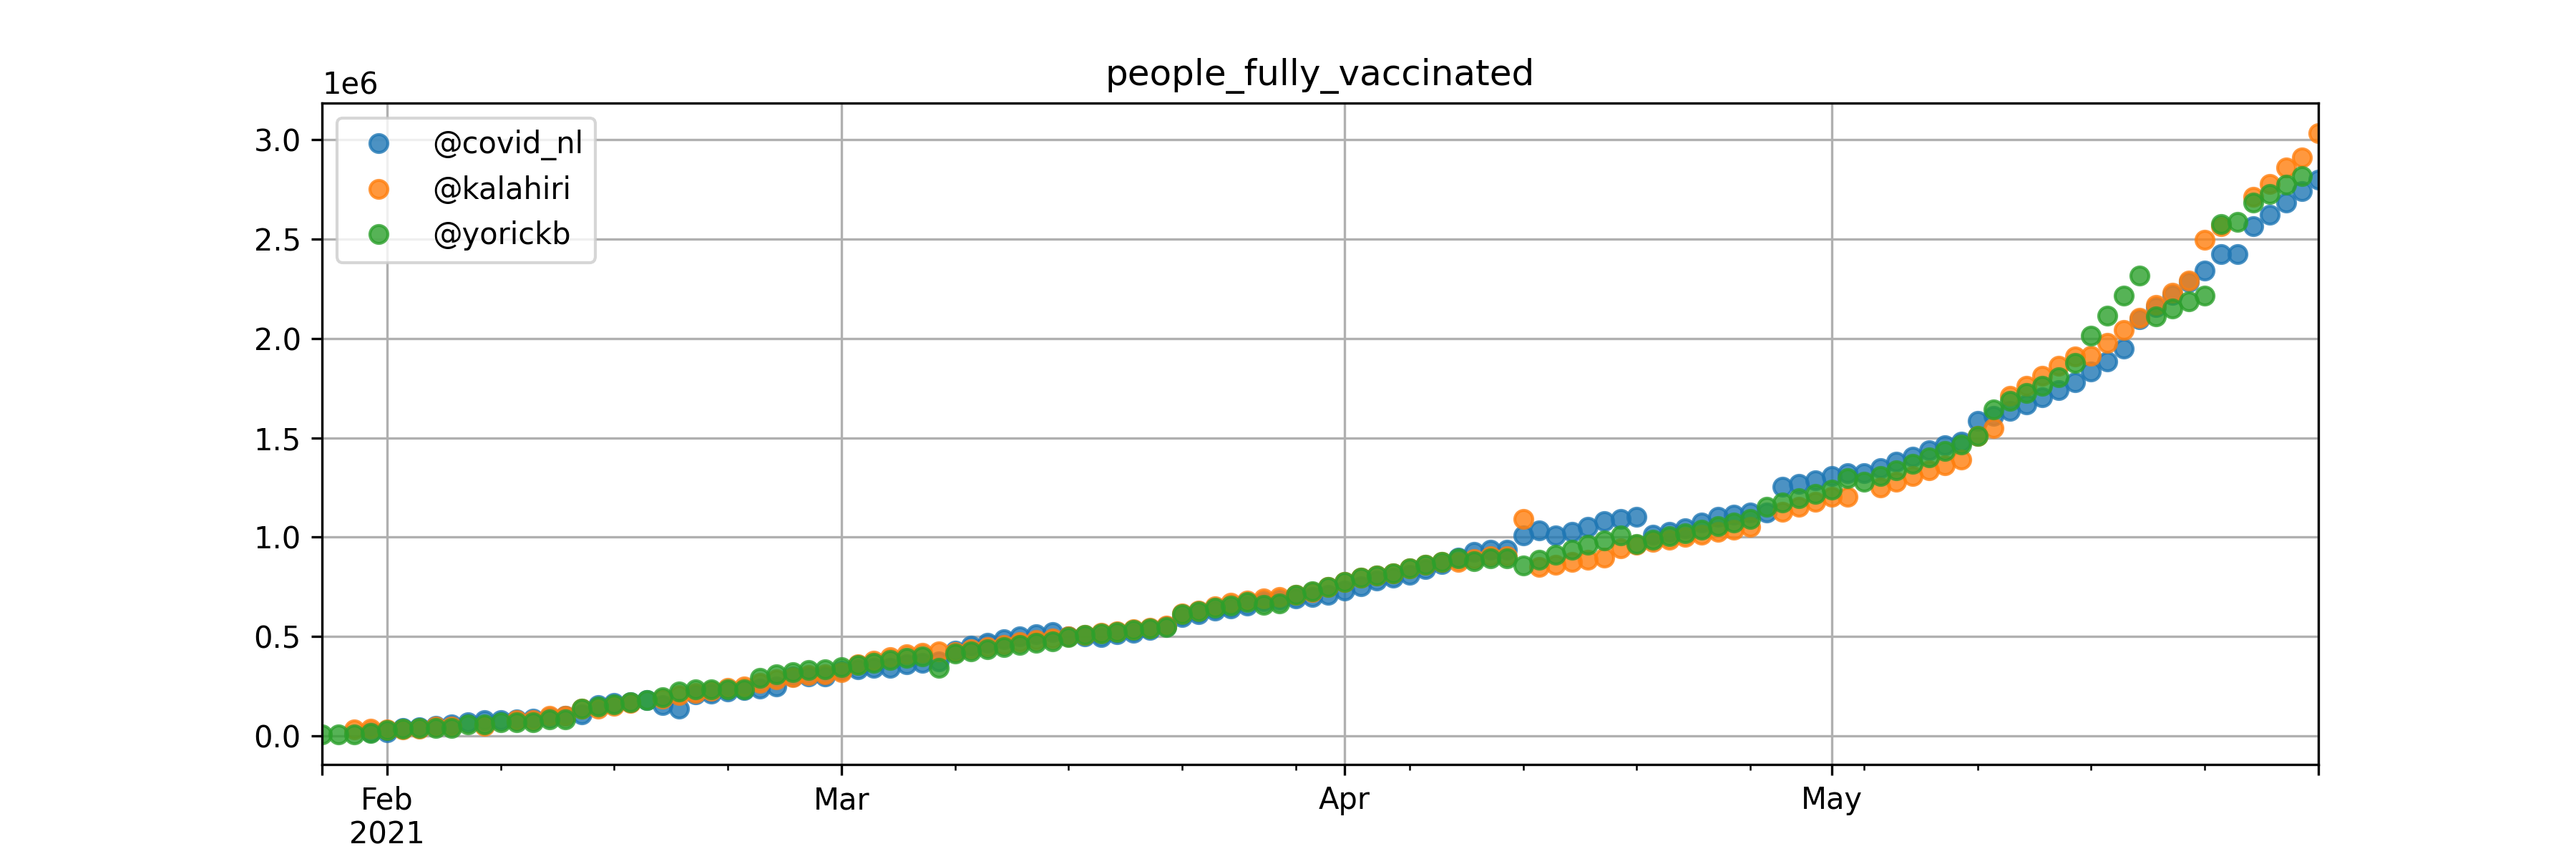 people_fully_vaccinated
1e6
@covid_nl
@kalahiri
@yorickb
3.0
2.5
2.0
1.5
1.0
0.5
0.0
Feb Mar Apr May
2021